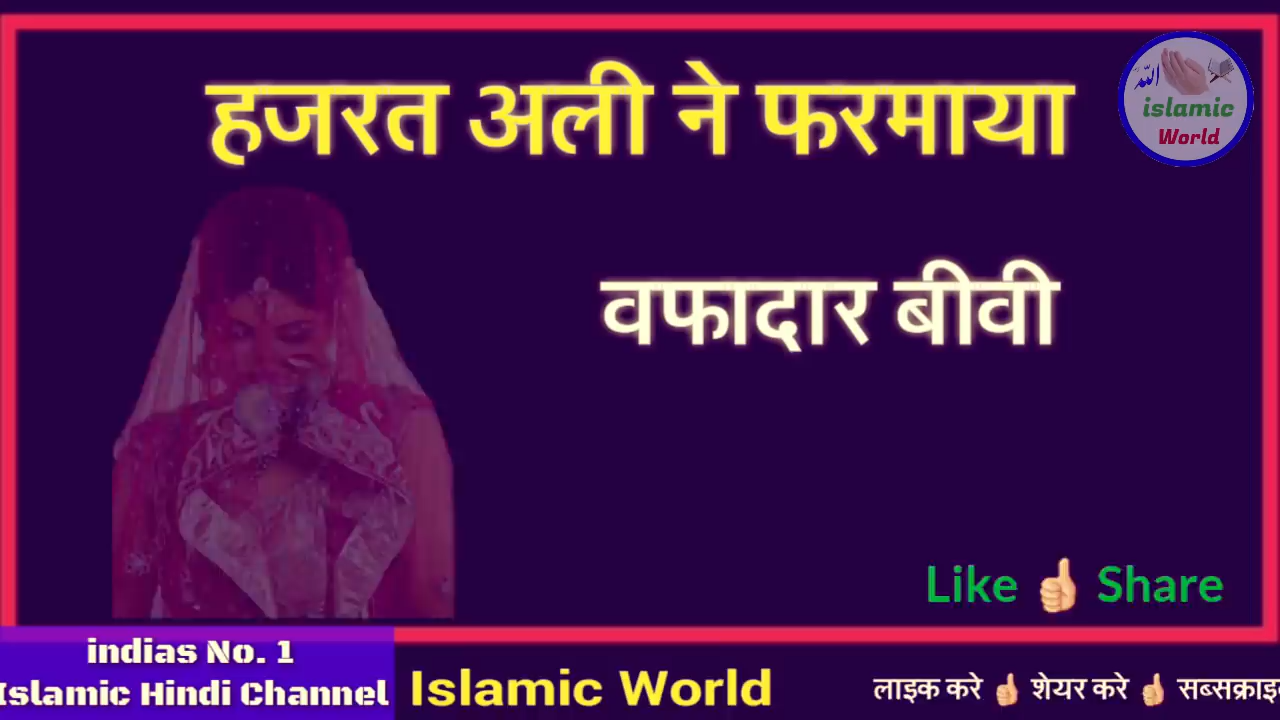 हजरत अली ने फरमाया
الله
islamic
World
वफादार बीवी
Like 👍 Share
indias No. 1
Islamic Hindi Channel
Islamic World
लाइक करे 👍 शेयर करे 👍